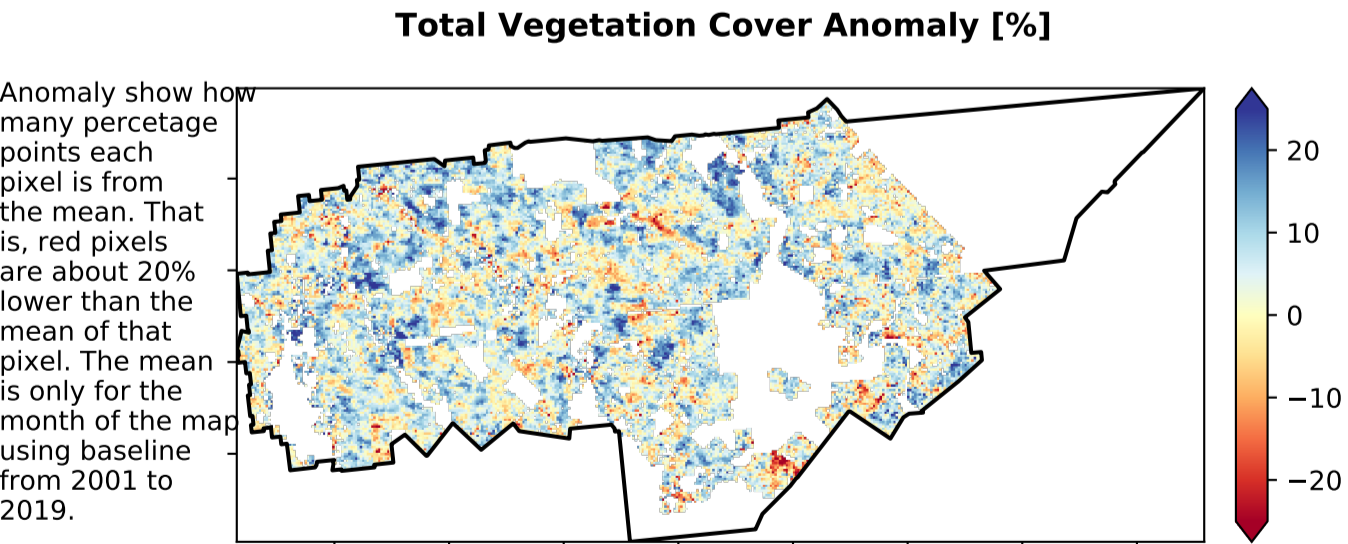 Total Vegetation Cover Anomaly [%]
Anomaly show how
many percetage
points each
pixel is from
the mean. That
is, red pixels
are about 20%
lower than the
mean of that
pixel. The mean
is only for the
month of the map
using baseline
from 2001 to
2019.
20
10
0
−10
−20